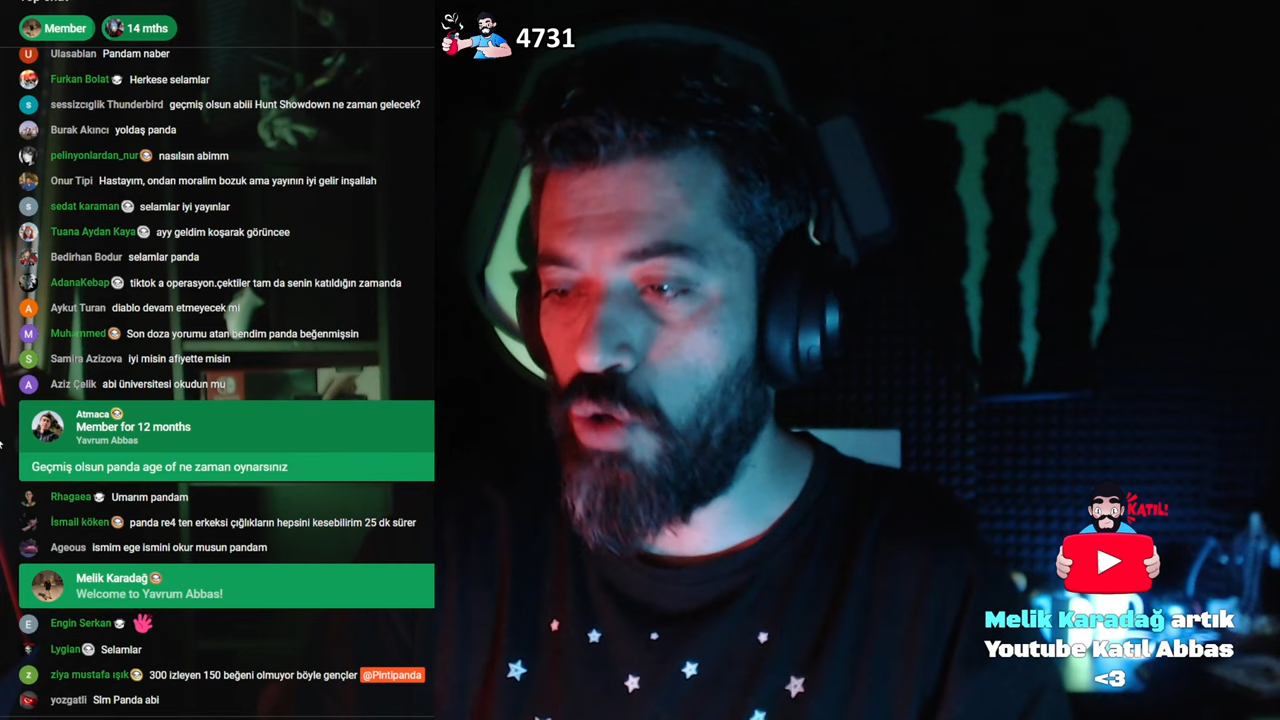 Member
14 mths
Ulasablan Pandam naber
Furkan Bolat Herkese selamlar
sessizcıglik Thunderbird geçmiş olsun abiii Hunt Showdown ne zaman gelecek?
Burak Akıncı yoldaş panda
pelinyonlardan_nur nasılsın abimm
Onur Tipi Hastayım, ondan moralim bozuk ama yayının iyi gelir inşallah
sedat karaman selamlar iyi yayınlar
Tuana Aydan Kaya ayy geldim koşarak görüncee
Bedirhan Bodur selamlar panda
AdanaKebap tiktok a operasyon.çektiler tam da senin katıldığın zamanda
Aykut Turan diablo devam etmeyecek mi
Muhammed Son doza yorumu atan bendim panda beğenmişsin
Samira Azizova iyi misin afiyette misin
Aziz Çelik abi üniversitesi okudun mu
Atmaca
Member for 12 months
Yavrum Abbas
Geçmiş olsun panda age of ne zaman oynarsınız
Rhagaea Umarım pandam
İsmail köken panda re4 ten erkeksi çığlıkların hepsini kesebilirim 25 dk sürer
Ageous ismim ege ismini okur musun pandam
Melik Karadağ
Welcome to Yavrum Abbas!
Engin Serkan
Lygian Selamlar
ziya mustafa ışık 300 izleyen 150 beğeni olmuyor böyle gençler @Pintipanda
yozgatli Slm Panda abi
4731
KATIL!
Melik Karadağ artık
Youtube Katıl Abbas
<3